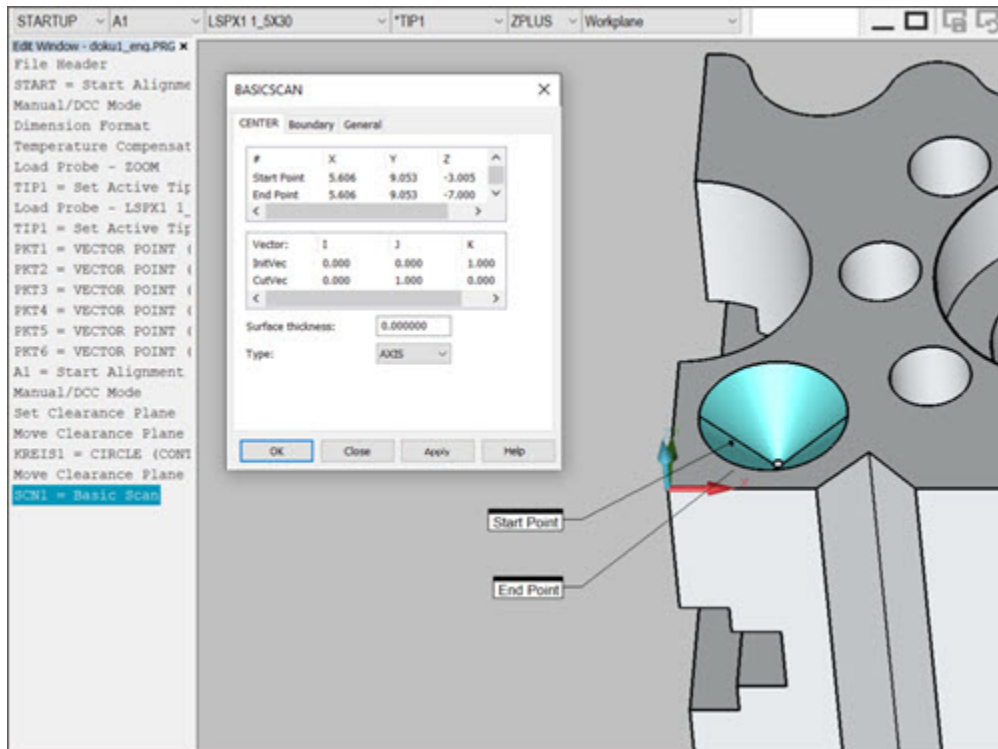 STARTUP A1 LSPX1 1_5X30 *TIP1 ZPLUS Workplane
Edit Window - doku1_enq.PRG ×
File Header
START = Start Alignme
Manual/DCC Mode
Dimension Format
Temperature Compensat
Load Probe - ZOOM
TIP1 = Set Active Tip
Load Probe - LSPX1 1_
TIP1 = Set Active Tip
PKT1 = VECTOR POINT (
PKT2 = VECTOR POINT (
PKT3 = VECTOR POINT (
PKT4 = VECTOR POINT (
PKT5 = VECTOR POINT (
PKT6 = VECTOR POINT (
A1 = Start Alignment
Manual/DCC Mode
Set Clearance Plane
Move Clearance Plane
KREIS1 = CIRCLE (CONT
Move Clearance Plane
SCN1 = Basic Scan
BASICSCAN
CENTER Boundary General
# X Y Z
Start Point 5.606 9.053 -3.005
End Point 5.606 9.053 -7.000
Vector: I J K
InitVec 0.000 0.000 1.000
CutVec 0.000 1.000 0.000
Surface thickness: 0.000000
Type: AXIS
OK Close Apply Help
X
Start Point
End Point